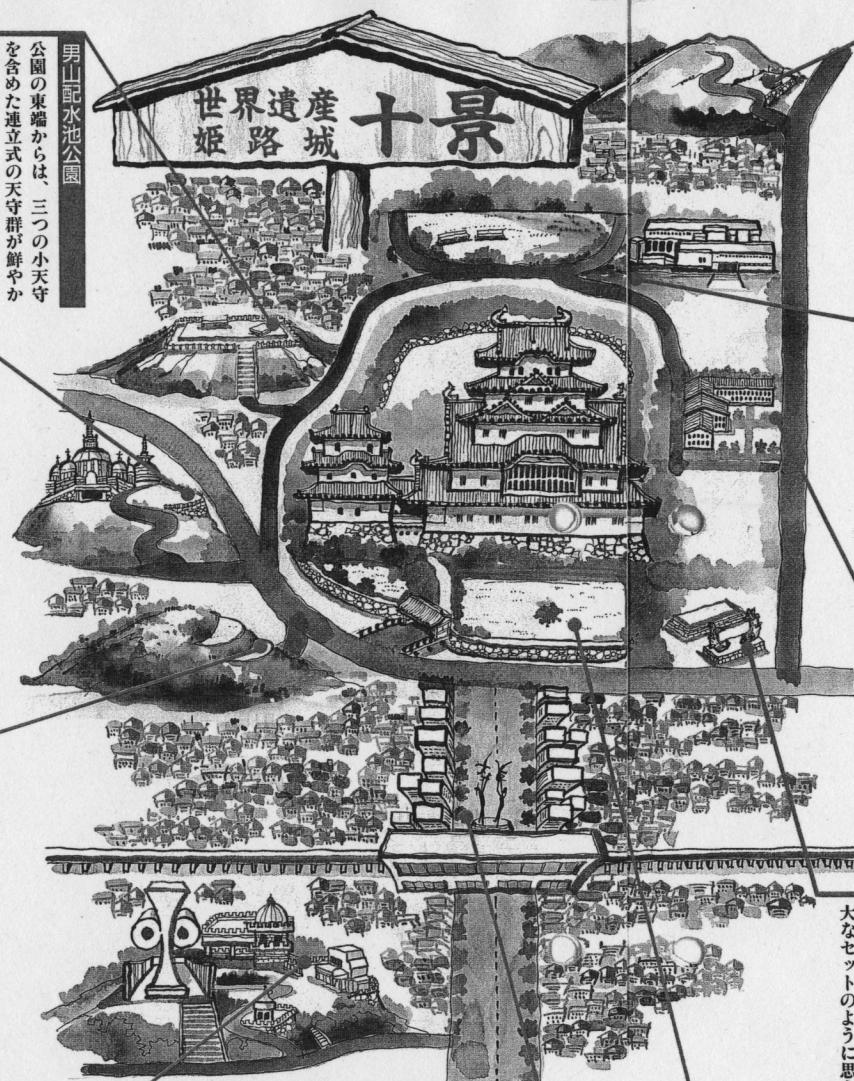 世界遺産
姫路城
十景
男山配水池公園
公園の東端からは、三つの小天守
を含めた連立式の天守群が鮮やか
大なセットのように思